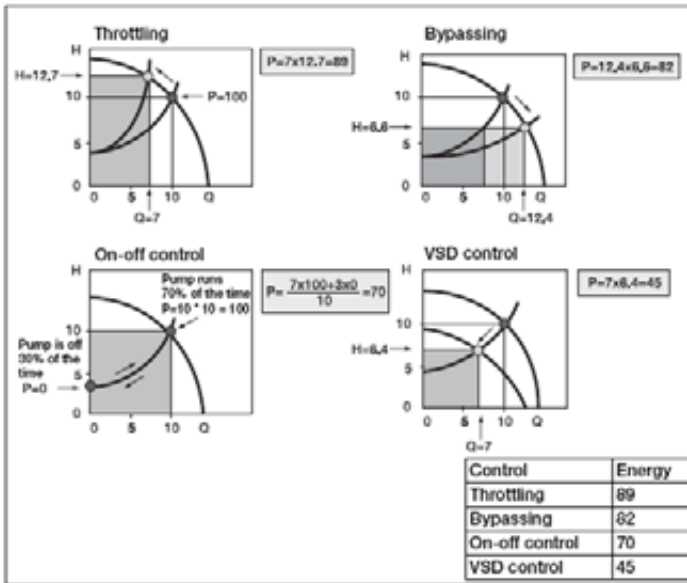 Throttling
H
H=12.7
10
5
0
0 5 10 Q
Q=7
P=100
P=7x12.7=89
Bypassing
H
10
H=6.6
5
0
0 5 10 Q
Q=12.4
P=12.4x6.6=82
On-off control
H
Pump runs
70% of the time
P=10 * 10 = 100
10
Pump is off
30% of the
time
5
P=0
0
0 5 10 Q
P= 7x100+3x0
10
=70
VSD control
H
10
H=6.4
5
0
0 5 10 Q
Q=7
P=7x6.4=45
Control Energy
Throttling 89
Bypassing 82
On-off control 70
VSD control 45